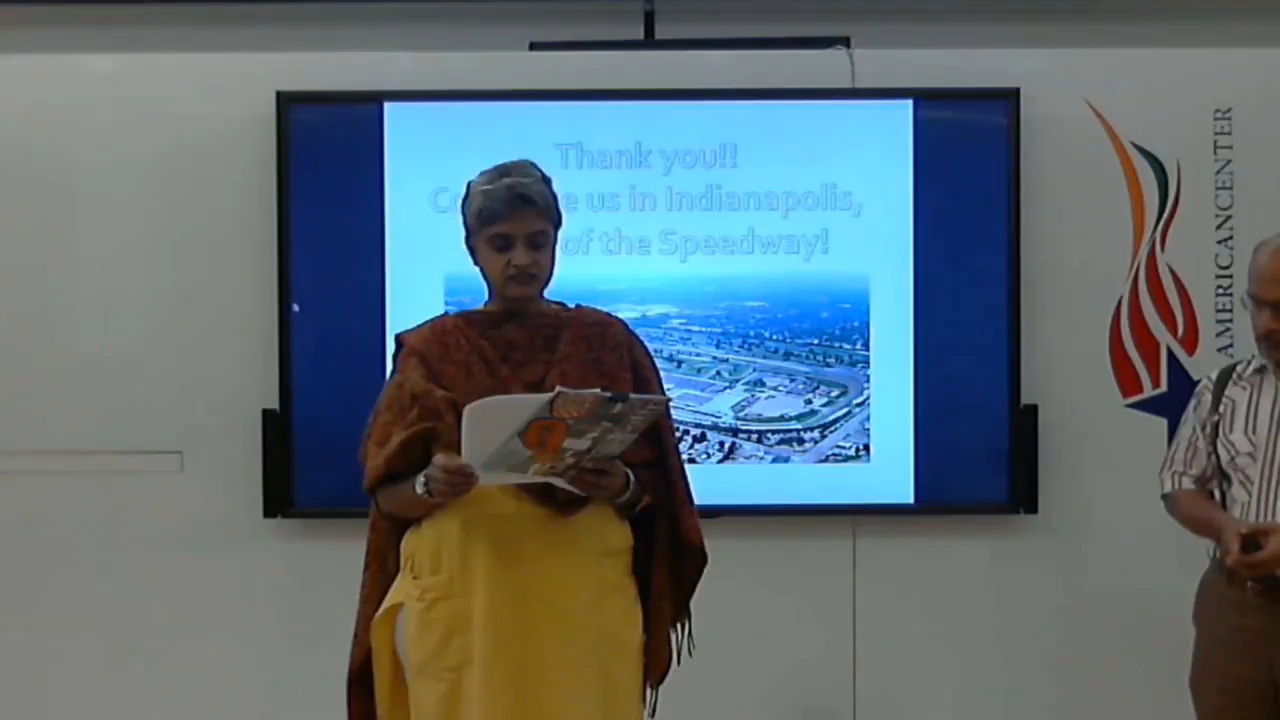 Thank you!!
us in Indianapolis,
of the Speedway!
AMERICANCENTER